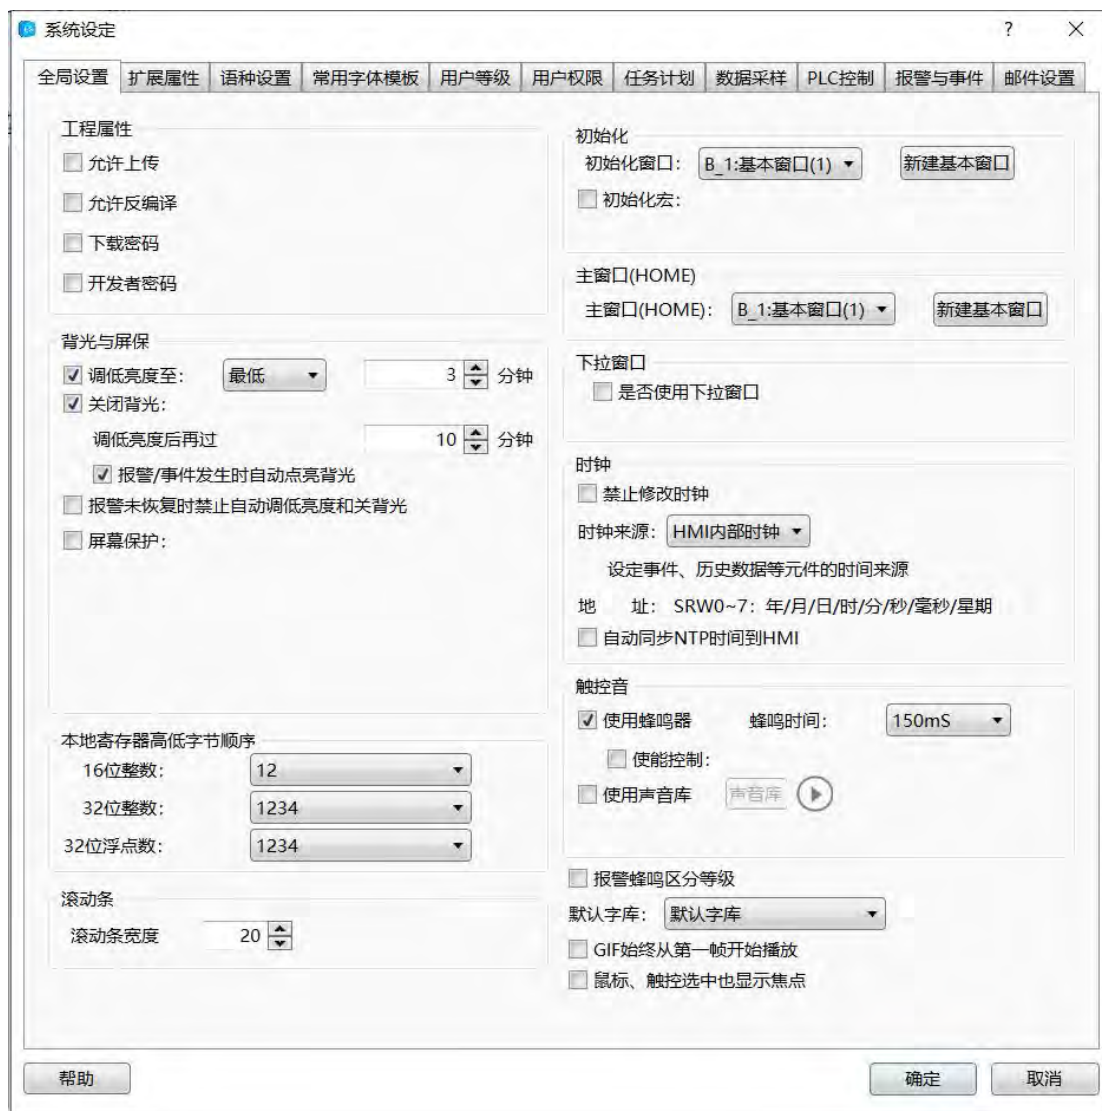 系统设定
?
全局设置 扩展属性 语种设置 常用字体模板 用户等级 用户权限 任务计划 数据采样 PLC控制 报警与事件 邮件设置
工程属性
允许上传
允许反编译
下载密码
开发者密码
背光与屏保
调低亮度至: 最低 3 分钟
关闭背光:
调低亮度后再过 10 分钟
报警/事件发生时自动点亮背光
报警未恢复时禁止自动调低亮度和关背光
屏幕保护:
本地寄存器高低字节顺序
16位整数: 12
32位整数: 1234
32位浮点数: 1234
滚动条
滚动条宽度 20
初始化
初始化窗口: B_1:基本窗口(1) 新建基本窗口
初始化宏:
主窗口(HOME)
主窗口(HOME): B_1:基本窗口(1) 新建基本窗口
下拉窗口
是否使用下拉窗口
时钟
禁止修改时钟
时钟来源: HMI内部时钟
设定事件、历史数据等元件的时间来源
地 址: SRW0~7: 年/月/日/时/分/秒/毫秒/星期
自动同步NTP时间到HMI
触控音
使用蜂鸣器 蜂鸣时间: 150mS
使能控制:
使用声音库 声音库
报警蜂鸣区分等级
默认字库: 默认字库
GIF始终从第一帧开始播放
鼠标、触控选中也显示焦点
帮助 确定 取消